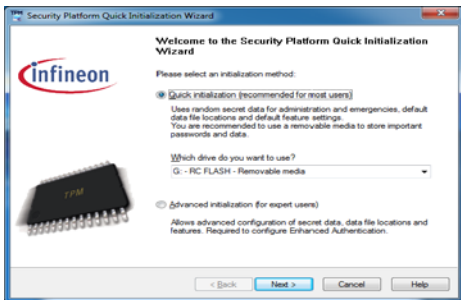 Security Platform Quick Initialization Wizard
Welcome to the Security Platform Quick Initialization
Wizard
infineon
Please select an initialization method:
Quick initialization (recommended for most users)
Uses random secret data for administration and emergencies, default
data file locations and default feature settings.
You are recommended to use a removable media to store important
passwords and data.
Which drive do you want to use?
G: - RC FLASH - Removable media
TPM
Advanced initialization (for expert users)
Allows advanced configuration of secret data, data file locations and
features. Required to configure Enhanced Authentication.
< Back Next > Cancel Help